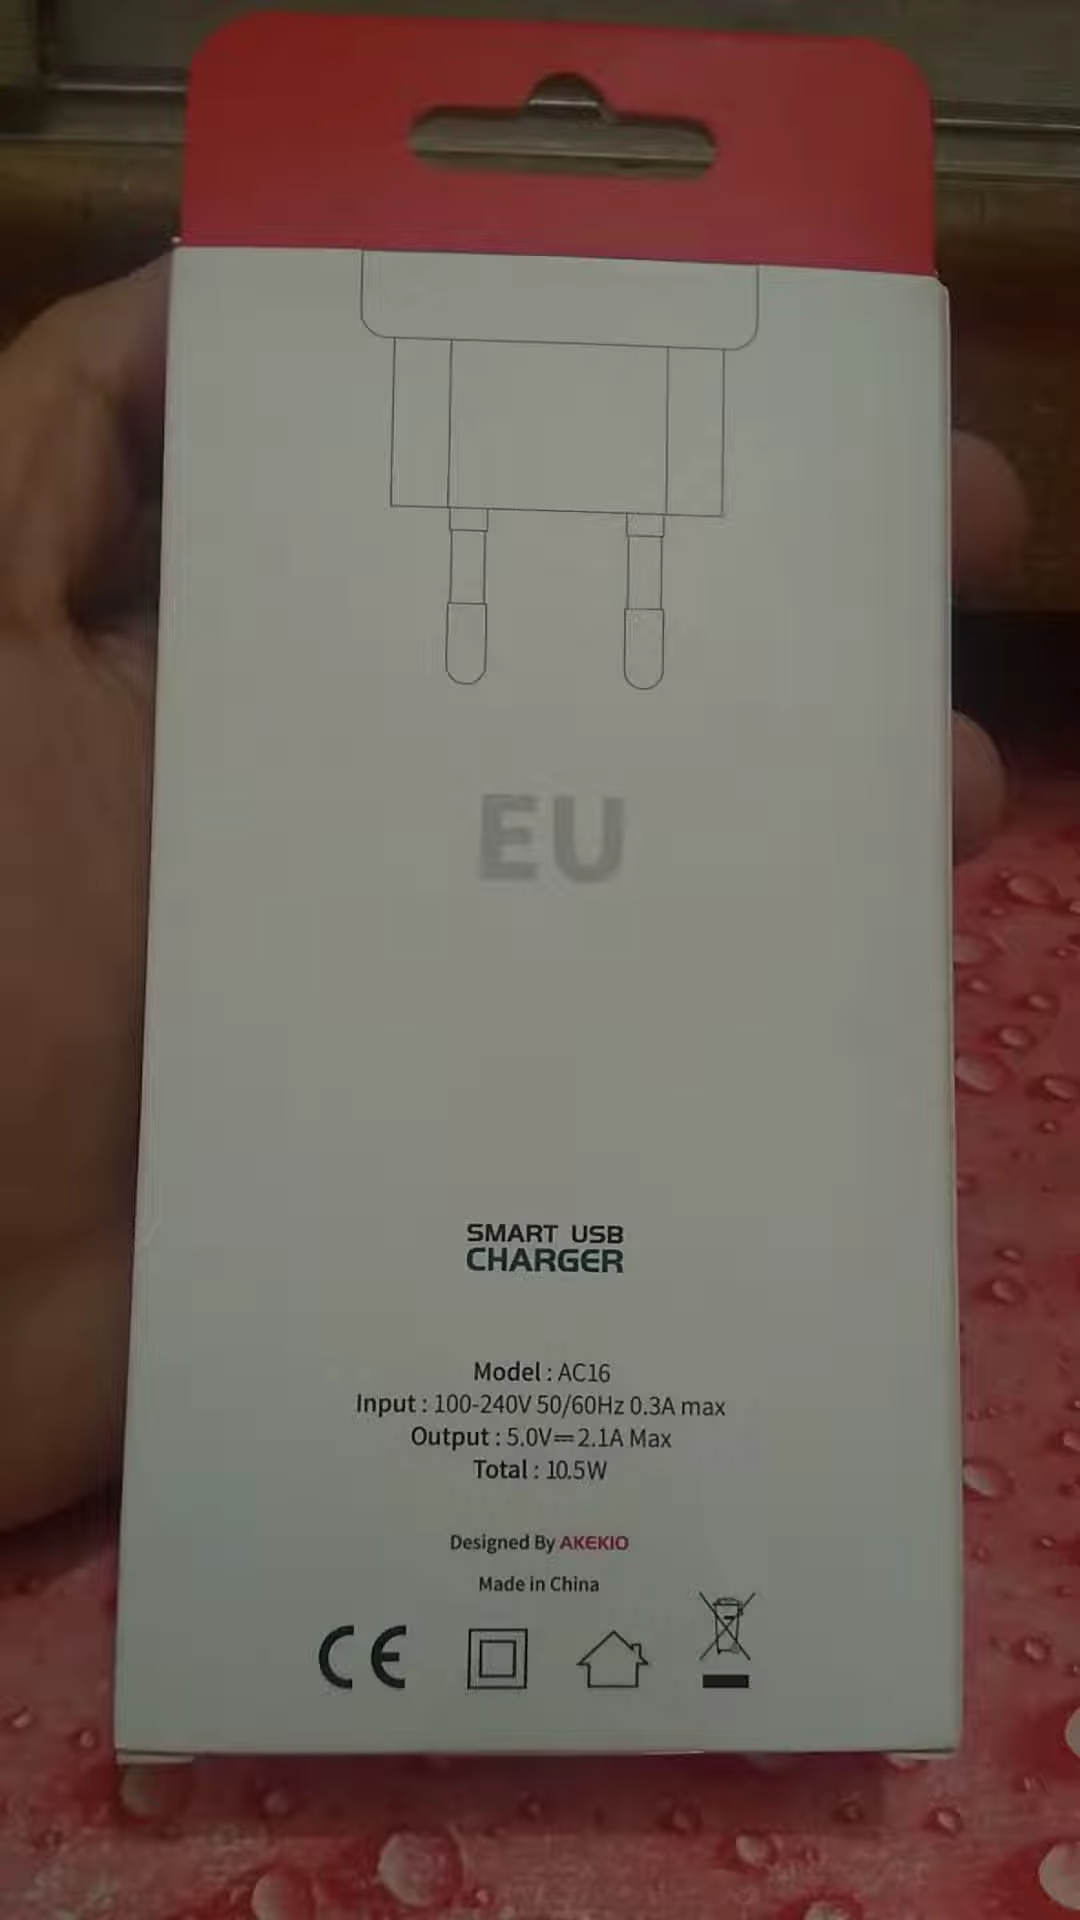 EU
SMART USB
CHARGER
Model : AC16
Input : 100-240V 50/60Hz 0.3A max
Output : 5.0V⎓2.1A Max
Total : 10.5W
Designed By AKEKIO
Made in China
CE